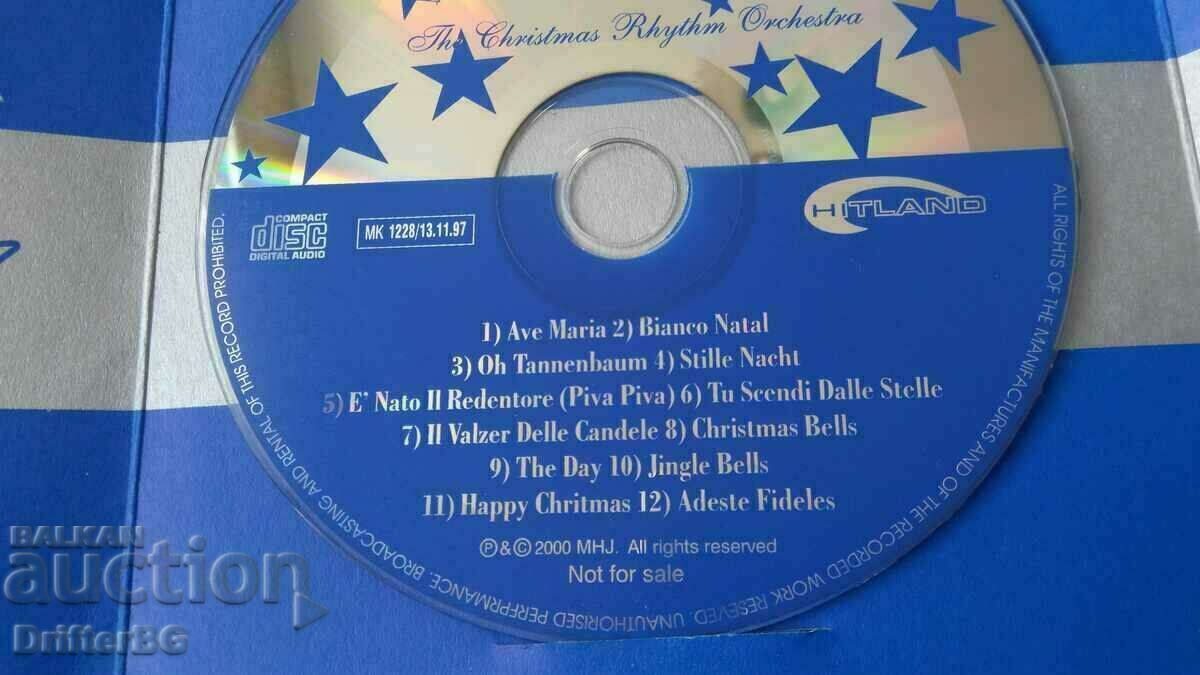 The Christmas Rhythm Orchestra
COMPACT
disc
DIGITAL AUDIO
MK 1228/13.11.97
HITLAND
1) Ave Maria 2) Bianco Natal
3) Oh Tannenbaum 4) Stille Nacht
5) E' Nato Il Redentore (Piva Piva) 6) Tu Scendi Dalle Stelle
7) Il Valzer Delle Candele 8) Christmas Bells
9) The Day 10) Jingle Bells
11) Happy Chritmas 12) Adeste Fideles
Ⓟ&© 2000 MHJ. All rights reserved
Not for sale
ALL RIGHTS OF THE MANIFACTURES AND OF THE RECORDED WORK RESEVED. UNAUTHORISED PERFPRMANCE. BROADCASTING AND RENTAL OF THIS RECORD PROHIBITED.
BALKAN
auction
DrifterBG